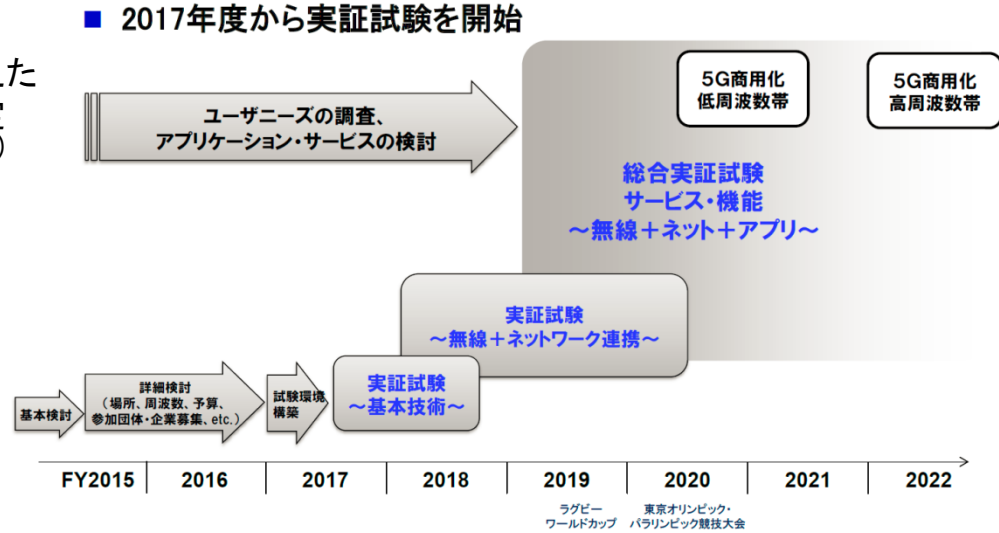 ■ 2017年度から実証試験を開始
た
）
ユーザニーズの調査、
アプリケーション・サービスの検討
5G商用化
低周波数帯
5G商用化
高周波数帯
総合実証試験
サービス・機能
～無線＋ネット＋アプリ～
実証試験
～無線＋ネットワーク連携～
実証試験
～基本技術～
基本検討
詳細検討
（場所、周波数、予算、
参加団体・企業募集、etc.）
試験環境
構築
FY2015 2016 2017 2018 2019 2020 2021 2022
ラグビー
ワールドカップ
東京オリンピック・
パラリンピック競技大会